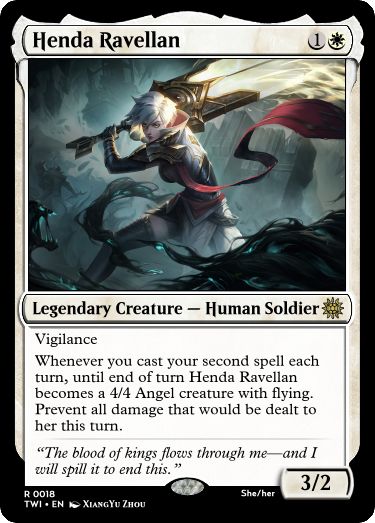 Henda Ravellan 1
Legendary Creature — Human Soldier
Vigilance
Whenever you cast your second spell each
turn, until end of turn Henda Ravellan
becomes a 4/4 Angel creature with flying.
Prevent all damage that would be dealt to
her this turn.
“The blood of kings flows through me—and I
will spill it to end this.”
3/2
R 0018
She/her
TWI • EN XiangYu Zhou